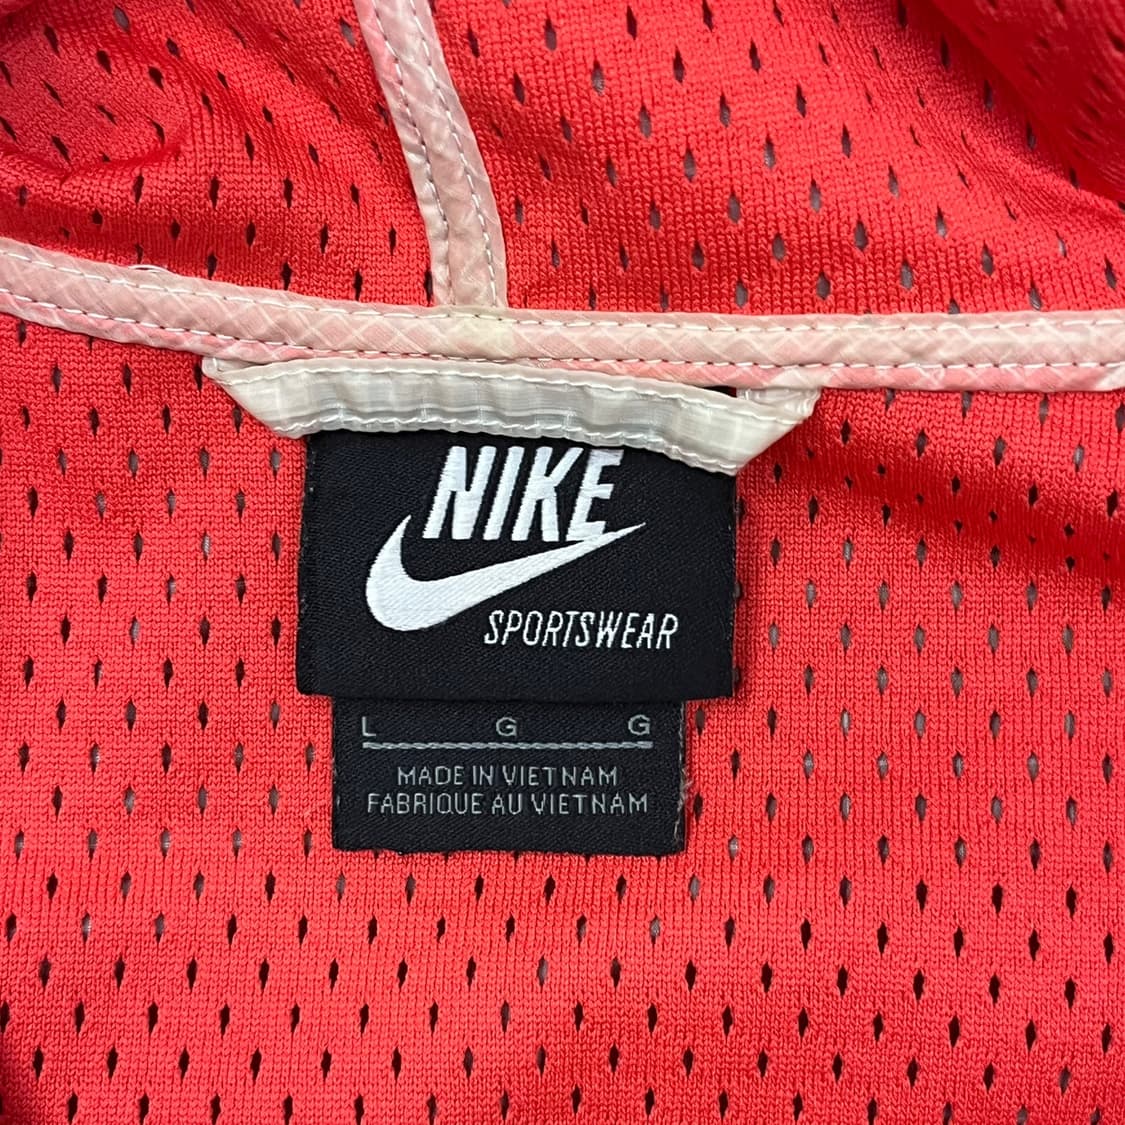 NIKE
SPORTSWEAR
L G G
MADE IN VIETNAM
FABRIQUE AU VIETNAM